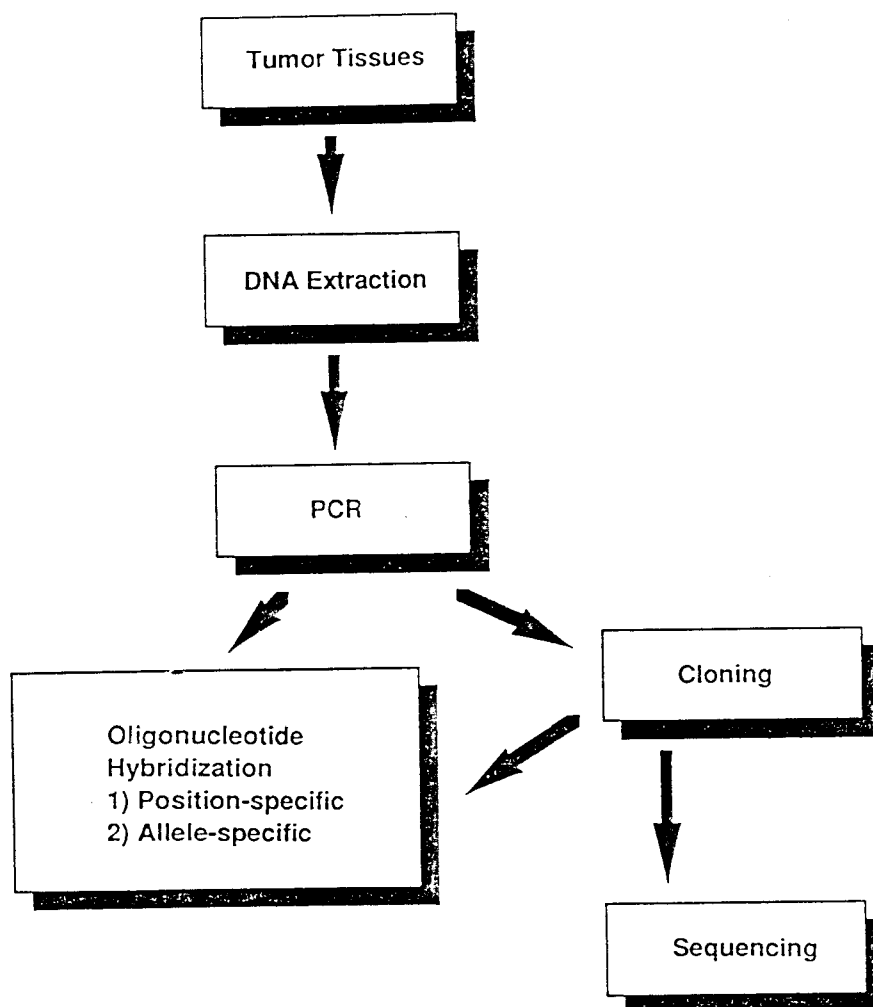 Tumor Tissues
DNA Extraction
PCR
Cloning
Oligonucleotide
Hybridization
1) Position-specific
2) Allele-specific
Sequencing